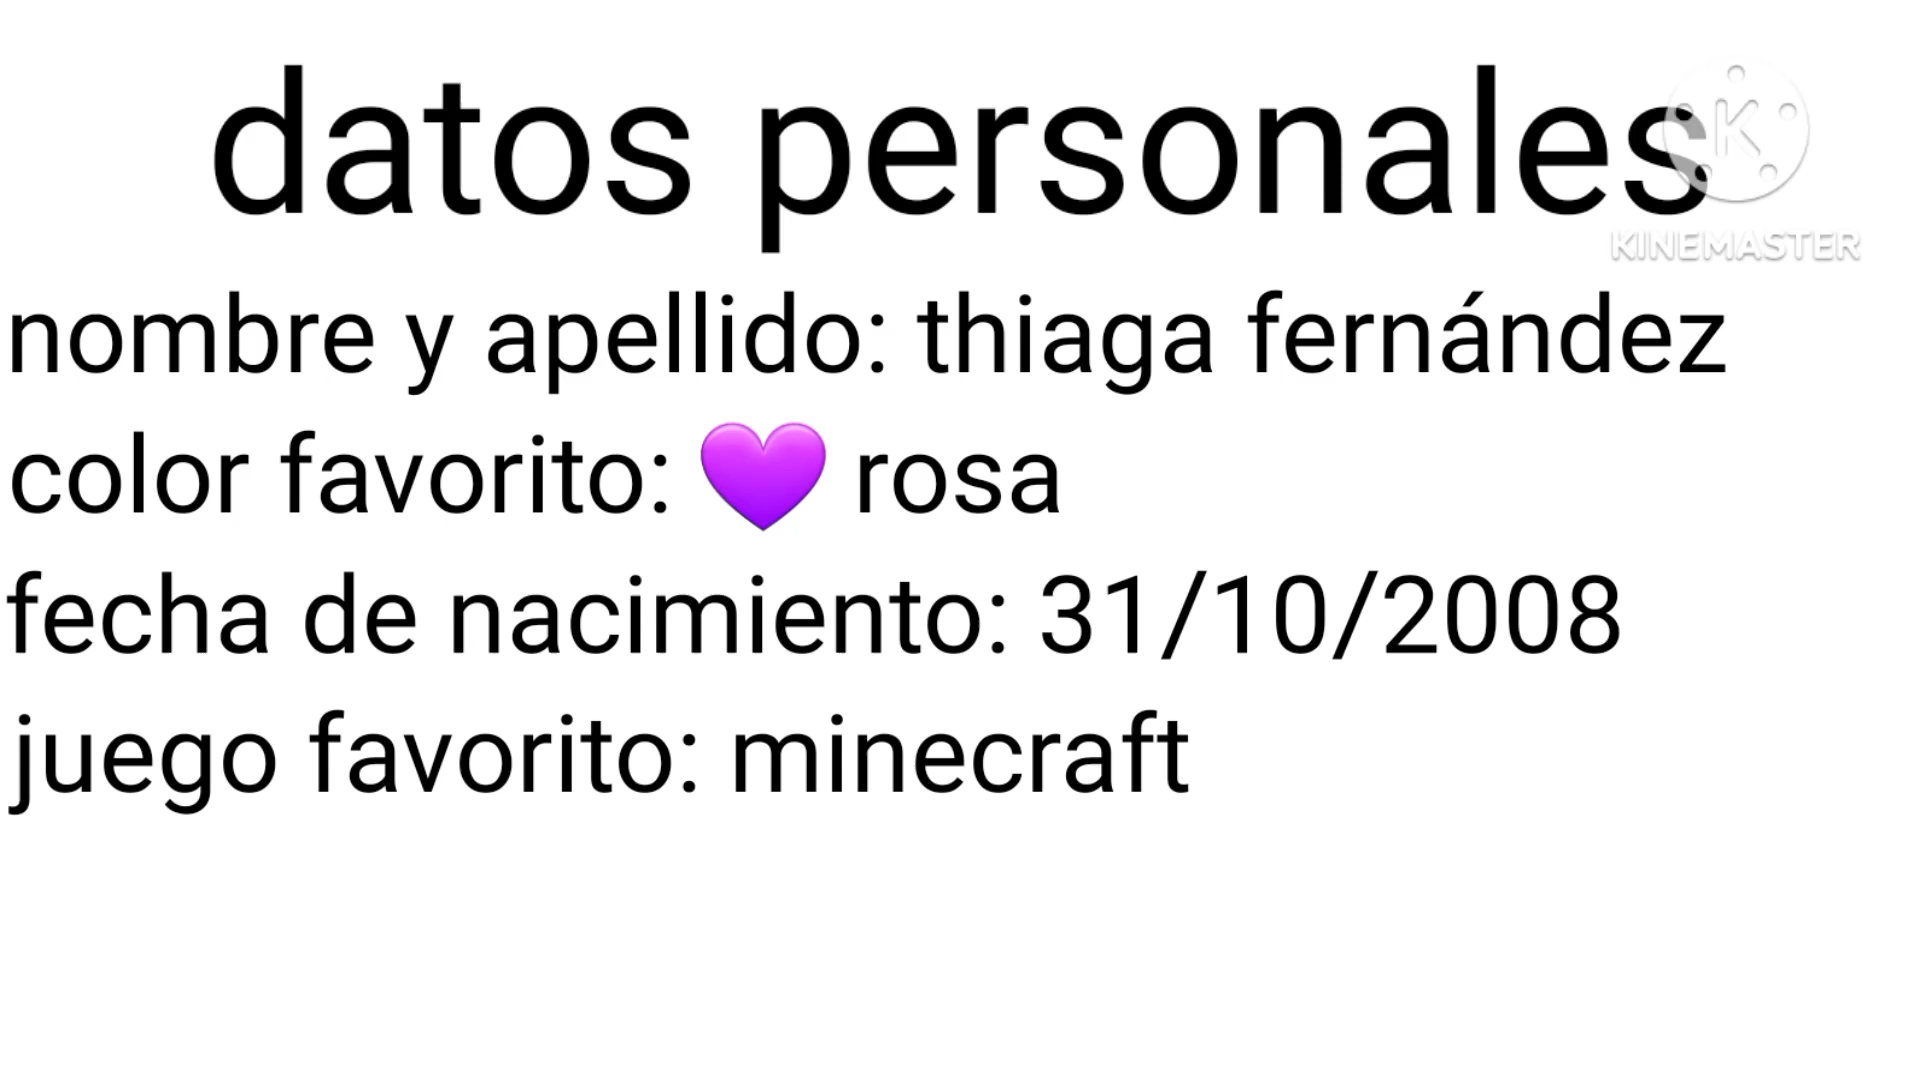 datos personales
KINEMASTER
nombre y apellido: thiaga fernández
color favorito: 💜 rosa
fecha de nacimiento: 31/10/2008
juego favorito: minecraft